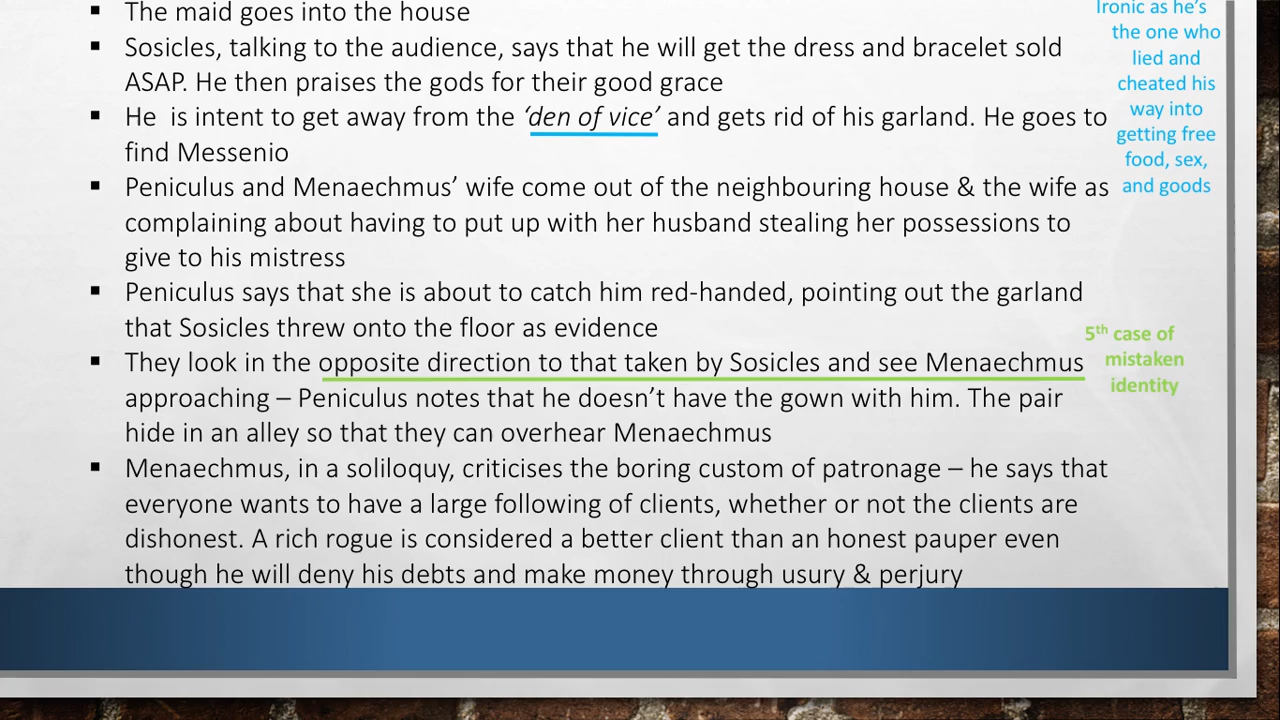 ▪ The maid goes into the house
▪ Sosicles, talking to the audience, says that he will get the dress and bracelet sold
ASAP. He then praises the gods for their good grace
▪ He is intent to get away from the ‘den of vice’ and gets rid of his garland. He goes to
find Messenio
▪ Peniculus and Menaechmus’ wife come out of the neighbouring house & the wife as
complaining about having to put up with her husband stealing her possessions to
give to his mistress
▪ Peniculus says that she is about to catch him red-handed, pointing out the garland
that Sosicles threw onto the floor as evidence
▪ They look in the opposite direction to that taken by Sosicles and see Menaechmus
approaching – Peniculus notes that he doesn’t have the gown with him. The pair
hide in an alley so that they can overhear Menaechmus
▪ Menaechmus, in a soliloquy, criticises the boring custom of patronage – he says that
everyone wants to have a large following of clients, whether or not the clients are
dishonest. A rich rogue is considered a better client than an honest pauper even
though he will deny his debts and make money through usury & perjury
Ironic as he’s
the one who
lied and
cheated his
way into
getting free
food, sex,
and goods
5th case of
mistaken
identity